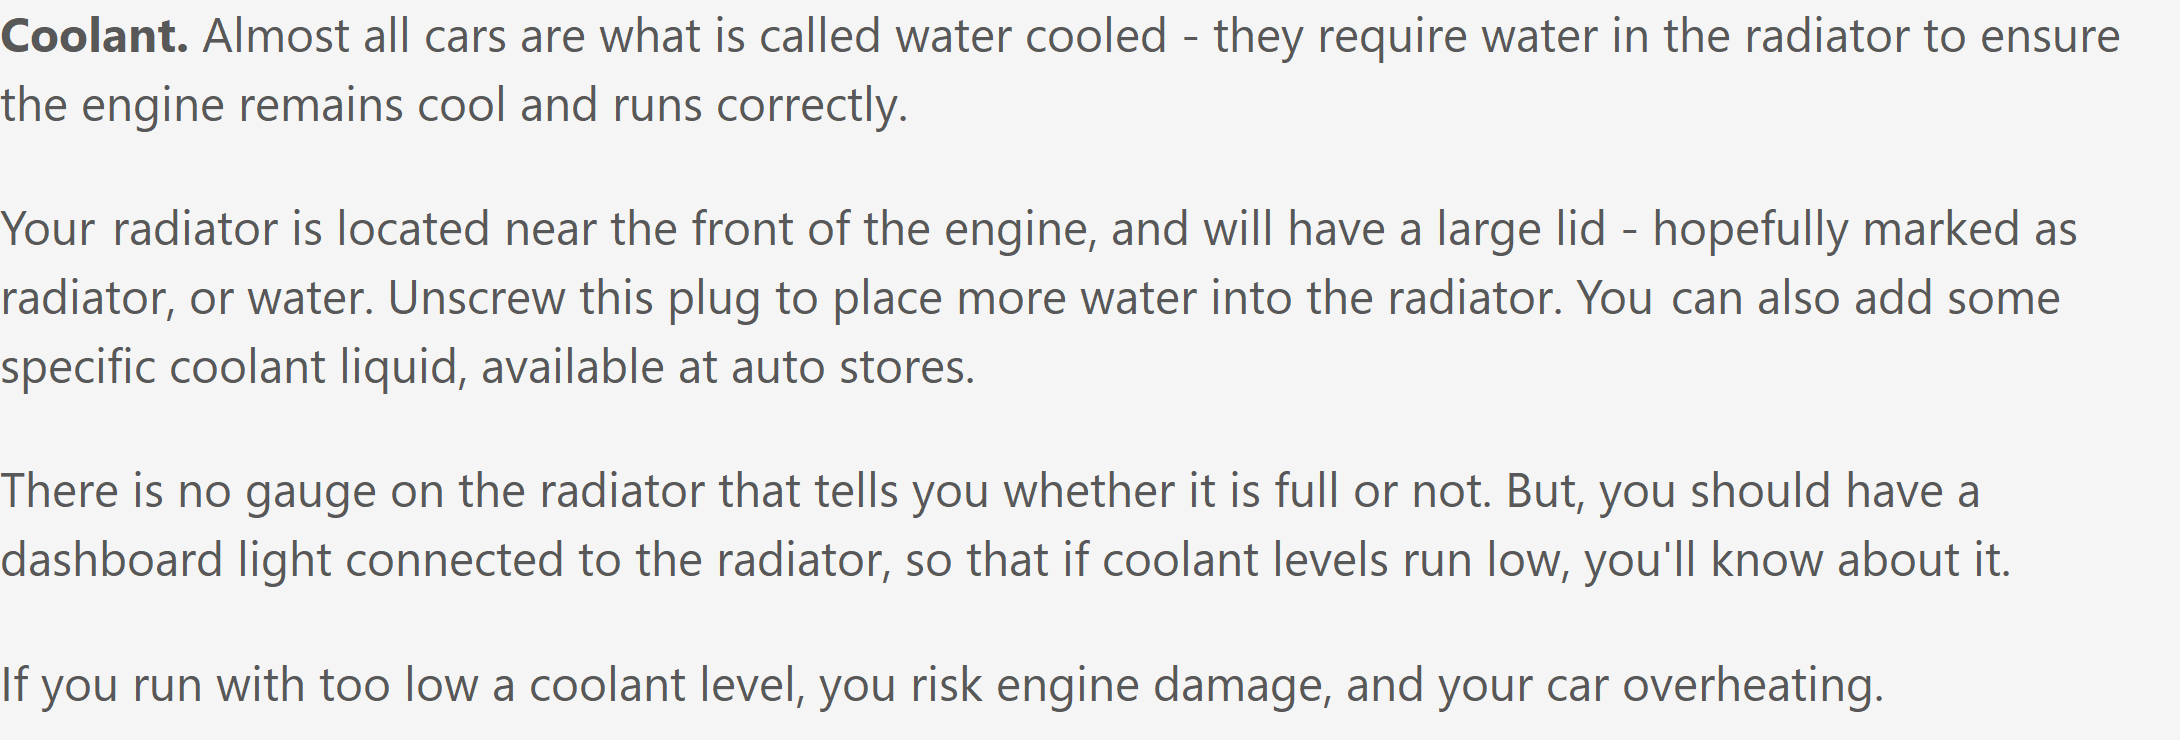 Coolant. Almost all cars are what is called water cooled - they require water in the radiator to ensure
the engine remains cool and runs correctly.
Your radiator is located near the front of the engine, and will have a large lid - hopefully marked as
radiator, or water. Unscrew this plug to place more water into the radiator. You can also add some
specific coolant liquid, available at auto stores.
There is no gauge on the radiator that tells you whether it is full or not. But, you should have a
dashboard light connected to the radiator, so that if coolant levels run low, you'll know about it.
If you run with too low a coolant level, you risk engine damage, and your car overheating.